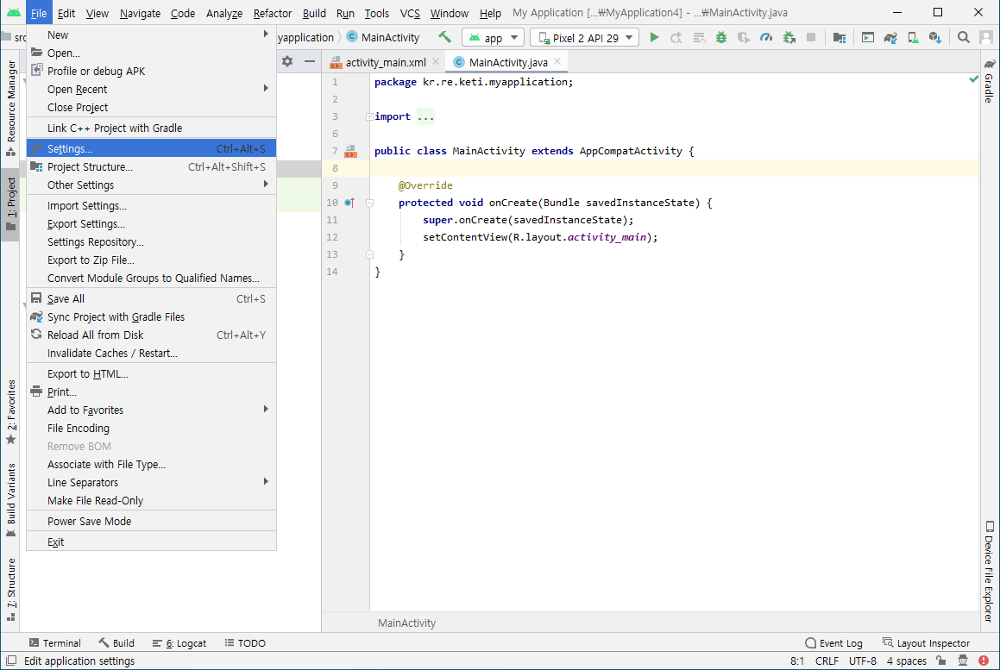 File Edit View Navigate Code Analyze Refactor Build Run Tools VCS Window Help My Application [...₩MyApplication4] - ...₩MainActivity.java
src
yapplication
MainActivity
app
Pixel 2 API 29
New
Open...
Profile or debug APK
Open Recent
Close Project
Link C++ Project with Gradle
Settings... Ctrl+Alt+S
Project Structure... Ctrl+Alt+Shift+S
Other Settings
Import Settings...
Export Settings...
Settings Repository...
Export to Zip File...
Convert Module Groups to Qualified Names...
Save All Ctrl+S
Sync Project with Gradle Files
Reload All from Disk Ctrl+Alt+Y
Invalidate Caches / Restart...
Export to HTML...
Print...
Add to Favorites
File Encoding
Remove BOM
Associate with File Type...
Line Separators
Make File Read-Only
Power Save Mode
Exit
Resource Manager
1: Project
2: Favorites
Build Variants
7: Structure
activity_main.xml
MainActivity.java
1 package kr.re.keti.myapplication;
2
3 import ...
6
7 public class MainActivity extends AppCompatActivity {
8
9 @Override
10 protected void onCreate(Bundle savedInstanceState) {
11 super.onCreate(savedInstanceState);
12 setContentView(R.layout.activity_main);
13 }
14 }
MainActivity
Gradle
Device File Explorer
Terminal Build 6: Logcat TODO Event Log Layout Inspector
Edit application settings 8:1 CRLF UTF-8 4 spaces